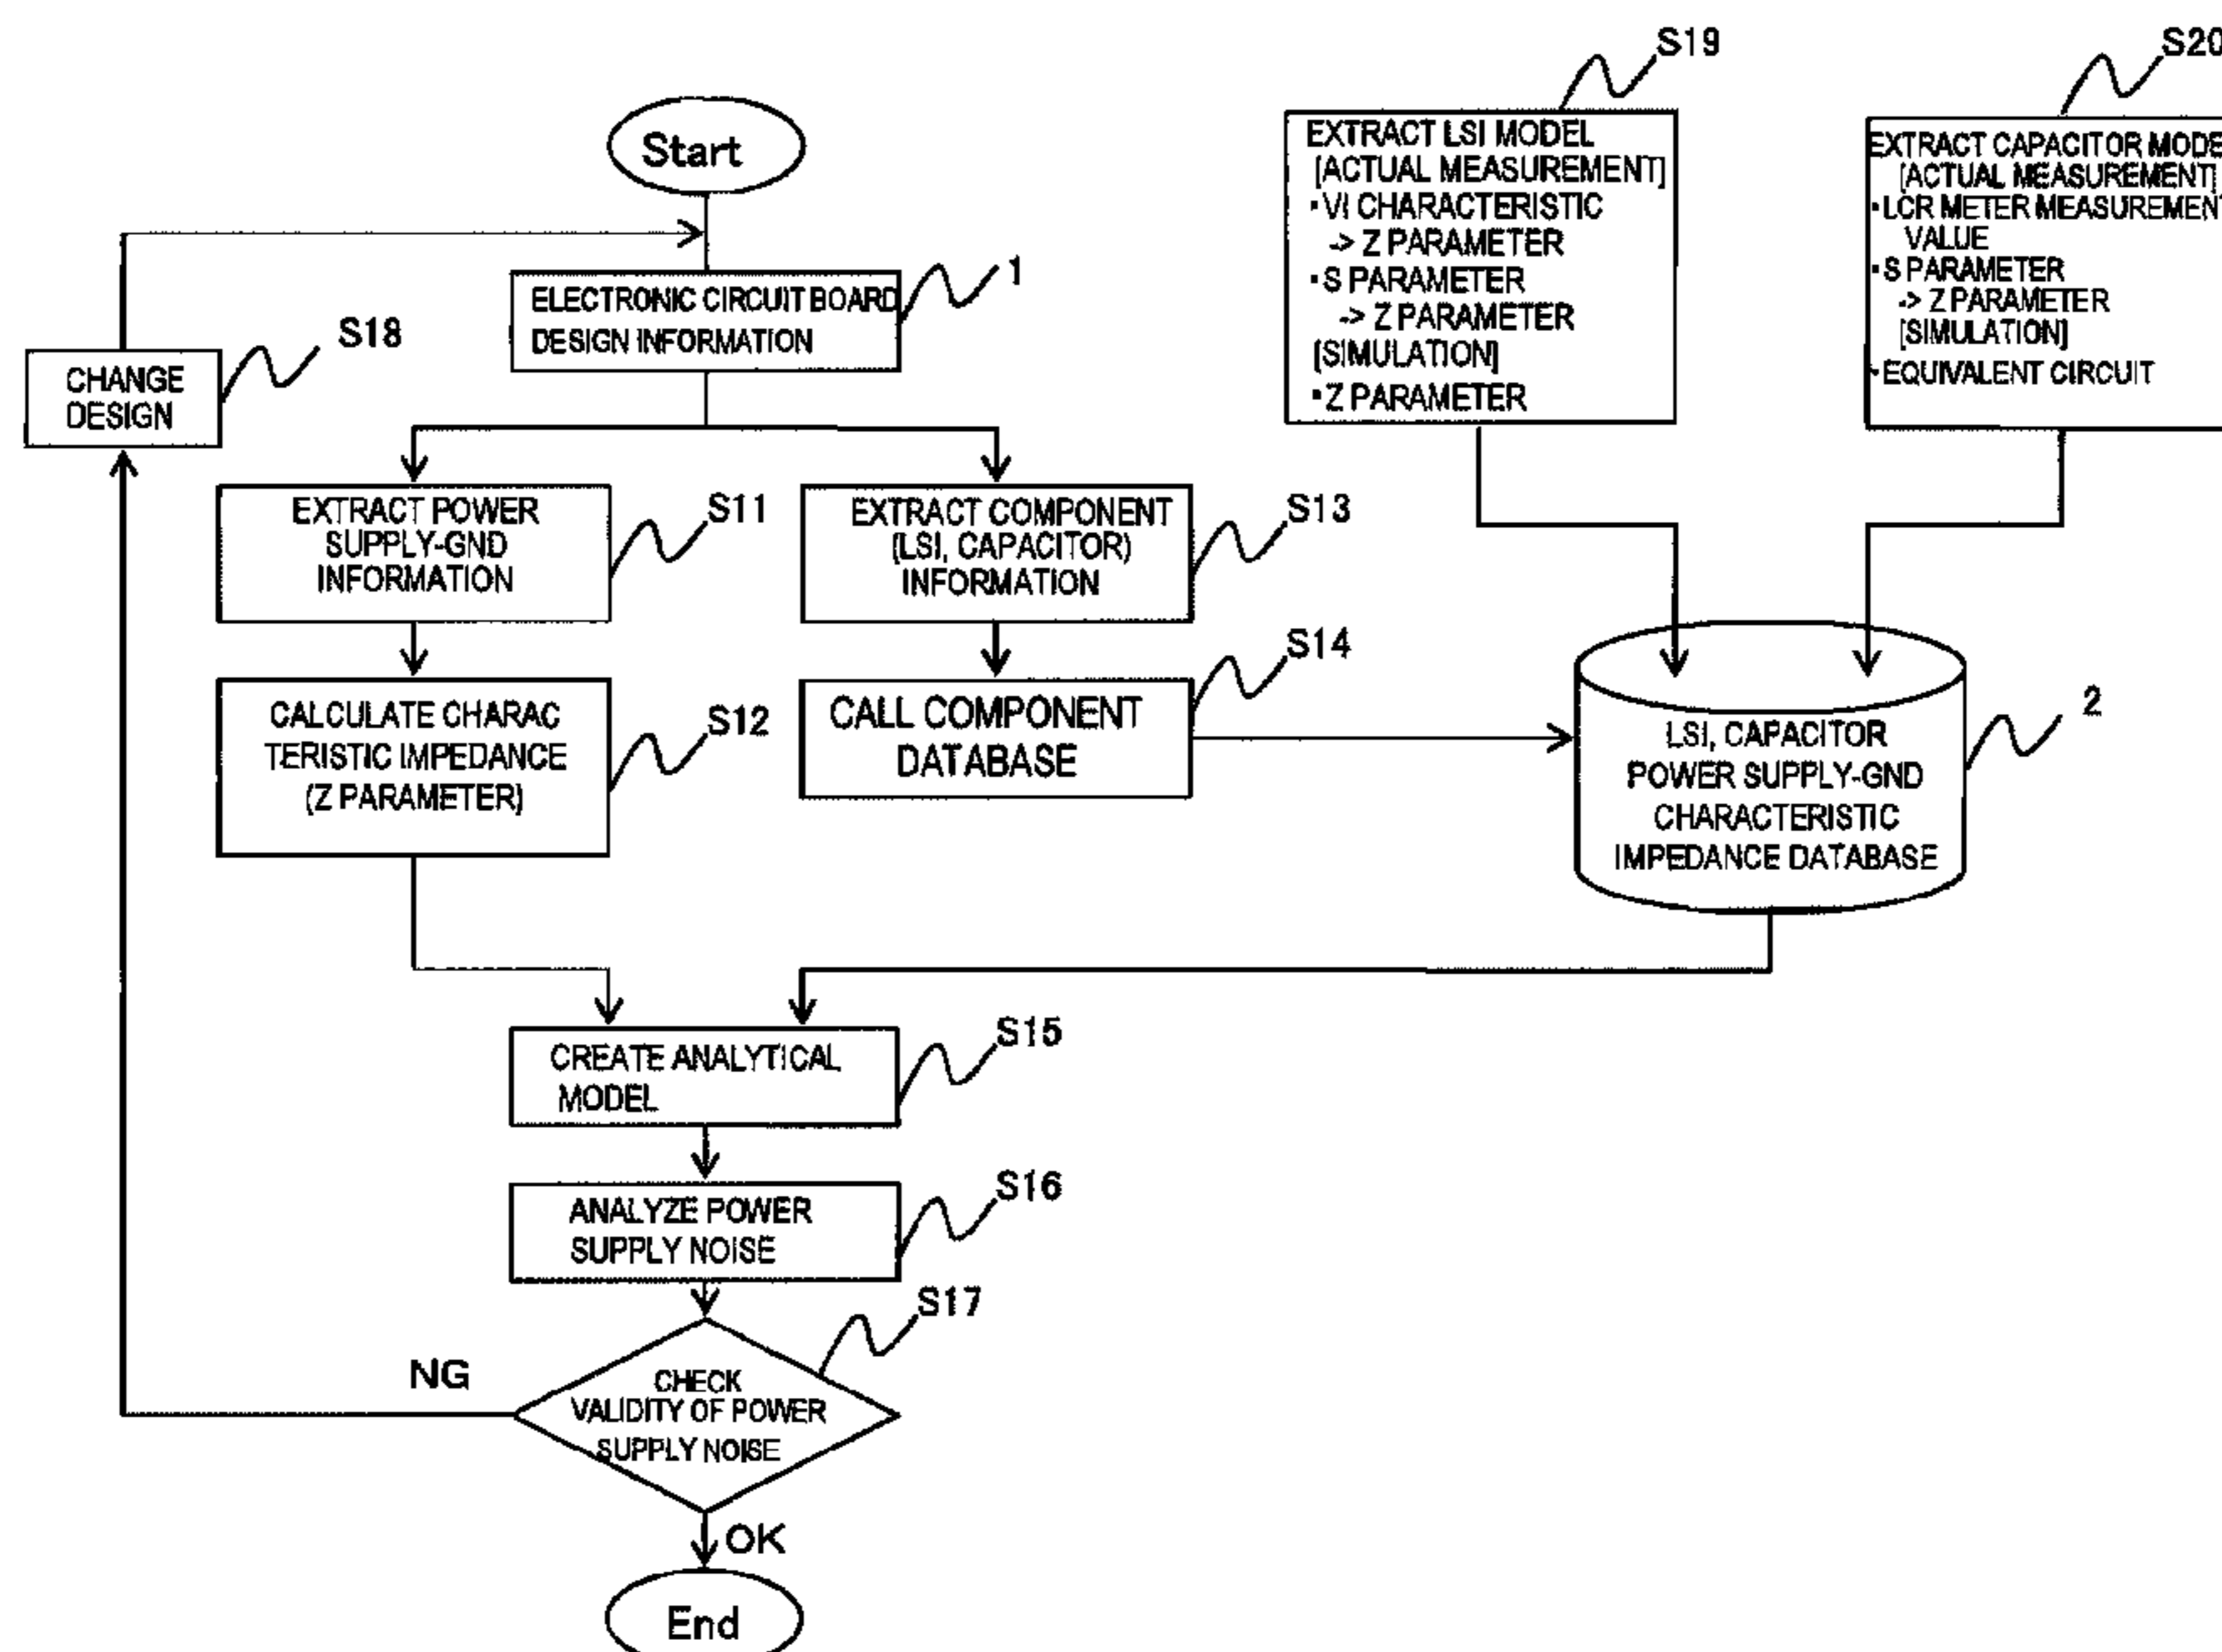 Start
ELECTRONIC CIRCUIT BOARD
DESIGN INFORMATION
1
CHANGE
DESIGN
S18
EXTRACT POWER
SUPPLY-GND
INFORMATION
S11
EXTRACT COMPONENT
(LSI, CAPACITOR)
INFORMATION
S13
CALCULATE CHARAC
TERISTIC IMPEDANCE
(Z PARAMETER)
S12
CALL COMPONENT
DATABASE
S14
S19
EXTRACT LSI MODEL
[ACTUAL MEASUREMENT]
▪VI CHARACTERISTIC
-> Z PARAMETER
▪S PARAMETER
-> Z PARAMETER
[SIMULATION]
▪Z PARAMETER
S20
EXTRACT CAPACITOR MODE
[ACTUAL MEASUREMENT]
▪LCR METER MEASUREMENT
VALUE
▪S PARAMETER
-> Z PARAMETER
[SIMULATION]
▪EQUIVALENT CIRCUIT
LSI, CAPACITOR
POWER SUPPLY-GND
CHARACTERISTIC
IMPEDANCE DATABASE
2
CREATE ANALYTICAL
MODEL
S15
ANALYZE POWER
SUPPLY NOISE
S16
CHECK
VALIDITY OF POWER
SUPPLY NOISE
S17
NG
OK
End